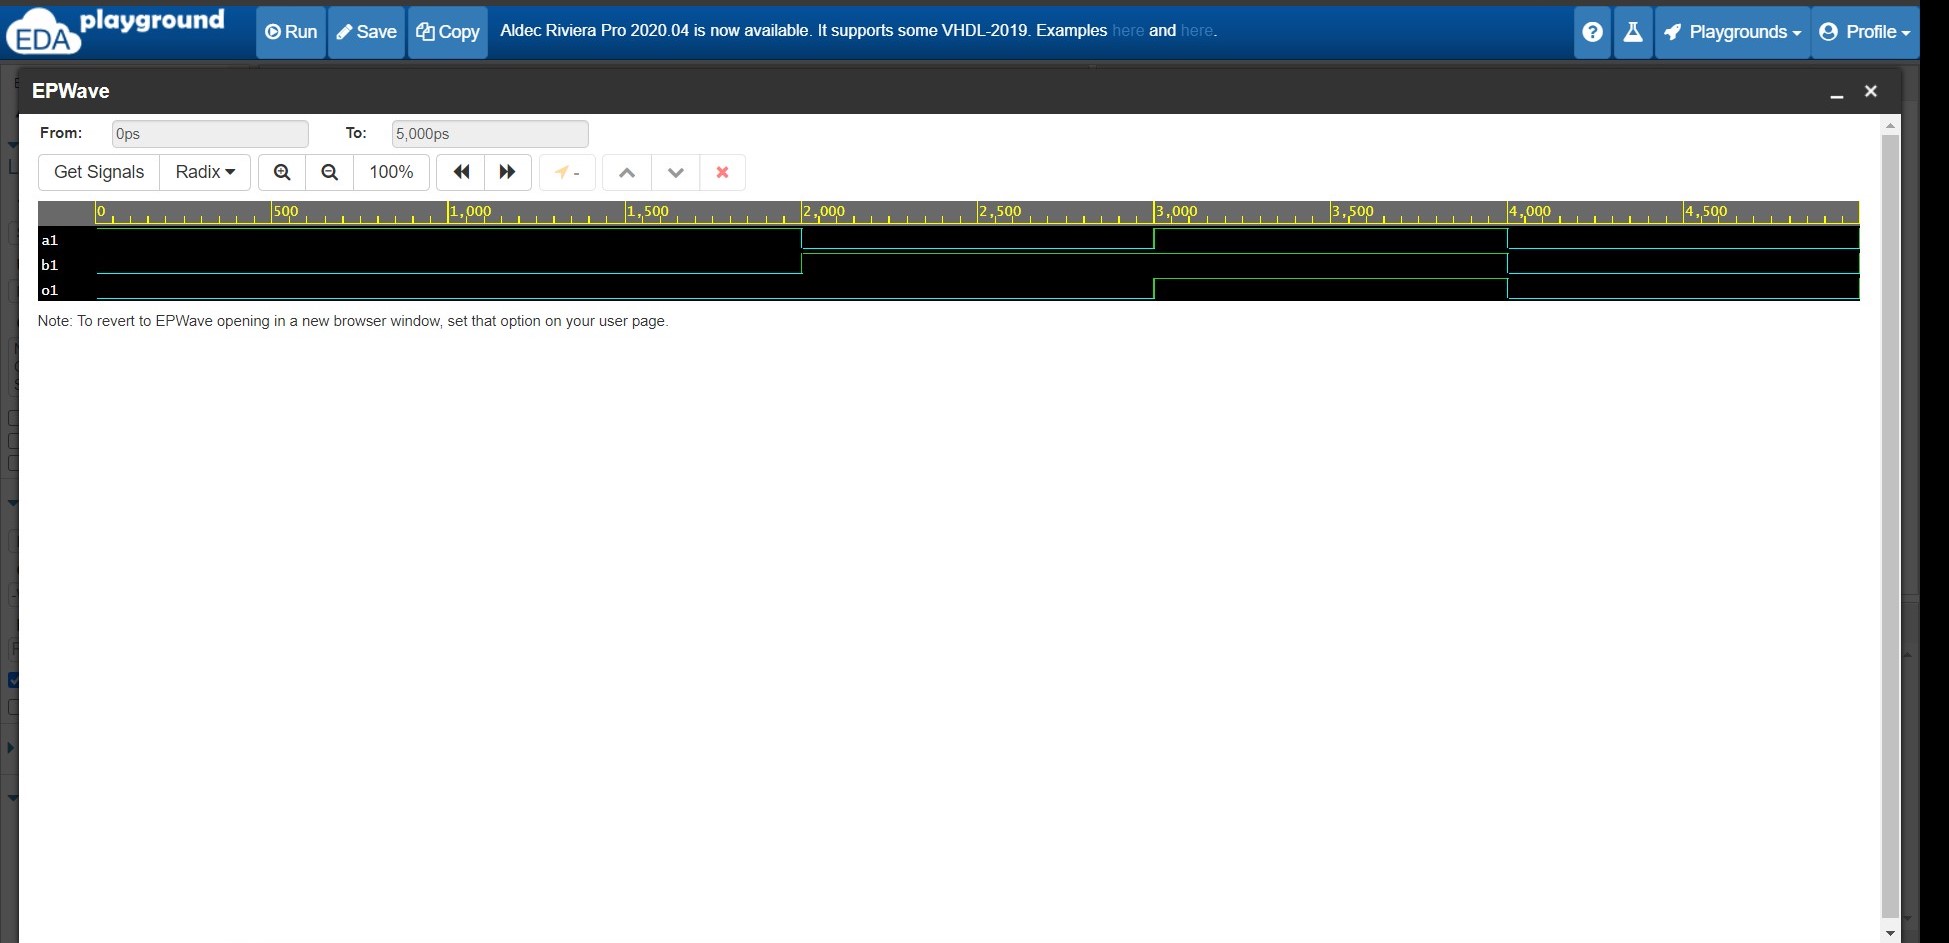 EDA playground
Run Save Copy Aldec Riviera Pro 2020.04 is now available. It supports some VHDL-2019. Examples here and here. Playgrounds Profile
EPWave
From: 0ps To: 5,000ps
Get Signals Radix 100% -
0 500 1,000 1,500 2,000 2,500 3,000 3,500 4,000 4,500
a1
b1
o1
Note: To revert to EPWave opening in a new browser window, set that option on your user page.